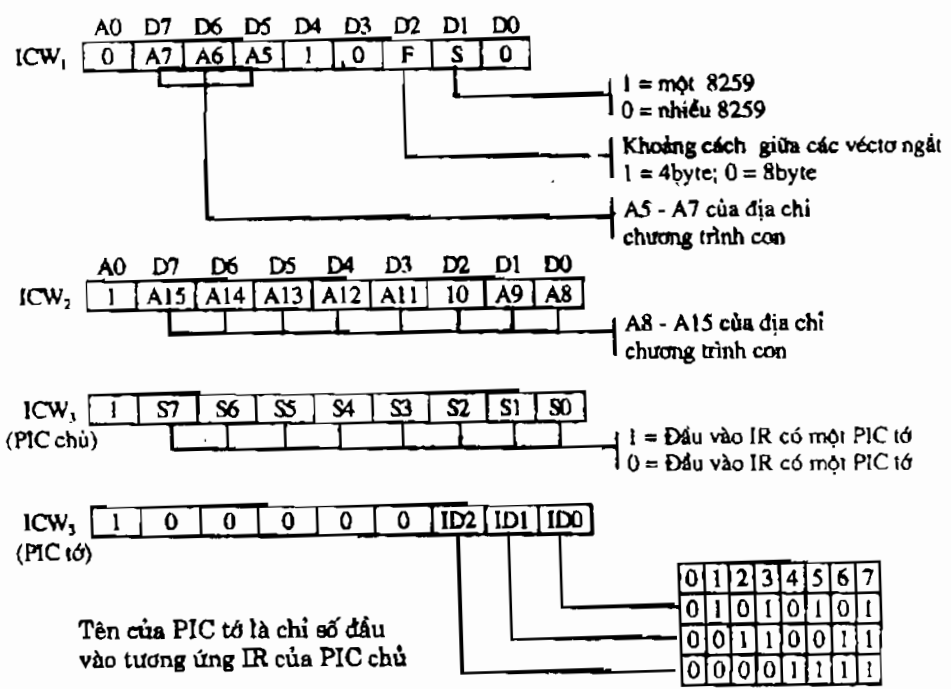 A0 D7 D6 D5 D4 D3 D2 D1 D0
ICW₁ 0 A7 A6 A5 1 0 F S 0
1 = một 8259
0 = nhiều 8259
Khoảng cách giữa các véctơ ngắt
1 = 4byte; 0 = 8byte
A5 - A7 của địa chỉ
chương trình con
A0 D7 D6 D5 D4 D3 D2 D1 D0
ICW₂ 1 A15 A14 A13 A12 A11 10 A9 A8
A8 - A15 của địa chỉ
chương trình con
ICW₃ 1 S7 S6 S5 S4 S3 S2 S1 S0
(PIC chủ)
1 = Đầu vào IR có một PIC tớ
0 = Đầu vào IR có một PIC tớ
ICW₃ 1 0 0 0 0 0 ID2 ID1 ID0
(PIC tớ)
0 1 2 3 4 5 6 7
0 1 0 1 0 1 0 1
0 0 1 1 0 0 1 1
0 0 0 0 1 1 1 1
Tên của PIC tớ là chỉ số đầu
vào tương ứng IR của PIC chủ